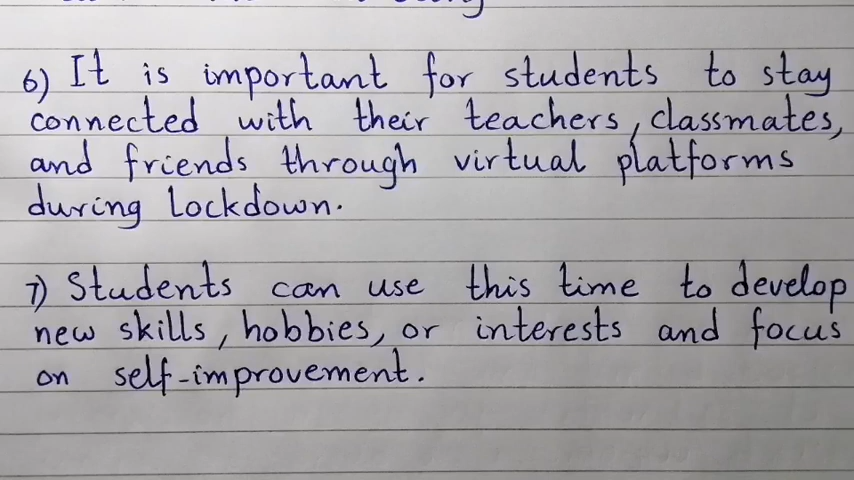 6) It is important for students to stay
connected with their teachers, classmates,
and friends through virtual platforms
during lockdown.
7) Students can use this time to develop
new skills, hobbies, or interests and focus
on self-improvement.